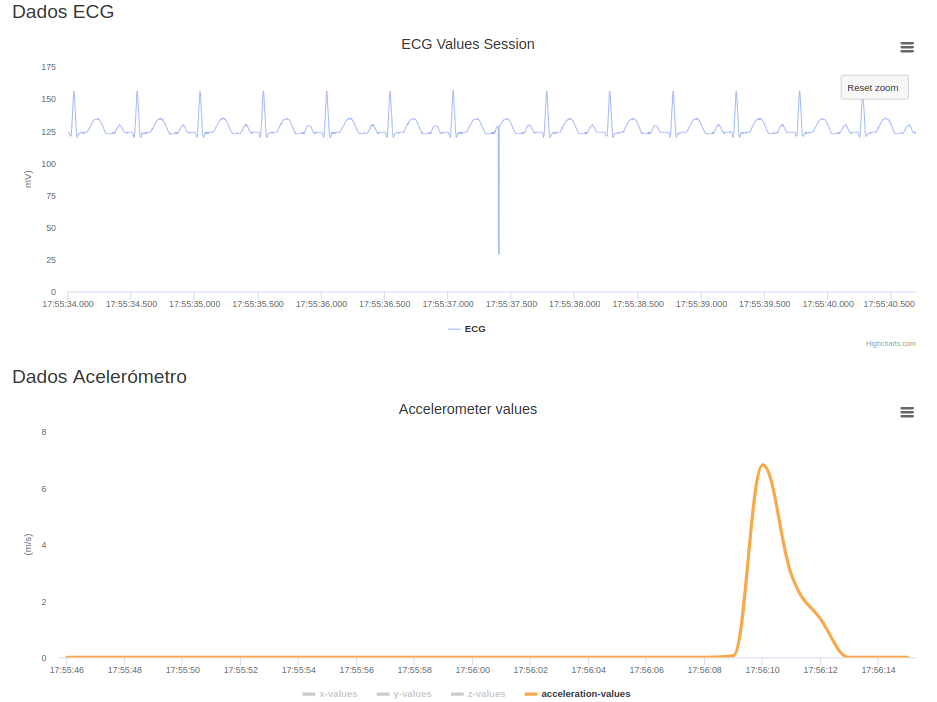 Dados ECG
ECG Values Session
Reset zoom
175
150
125
100
75
50
25
0
mV)
17:55:34.000 17:55:34.500 17:55:35.000 17:55:35.500 17:55:36.000 17:55:36.500 17:55:37.000 17:55:37.500 17:55:38.000 17:55:38.500 17:55:39.000 17:55:39.500 17:55:40.000 17:55:40.500
ECG
Highcharts.com
Dados Acelerómetro
Accelerometer values
8
6
4
2
0
(m/s)
17:55:46 17:55:48 17:55:50 17:55:52 17:55:54 17:55:56 17:55:58 17:56:00 17:56:02 17:56:04 17:56:06 17:56:08 17:56:10 17:56:12 17:56:14
x-values y-values z-values acceleration-values